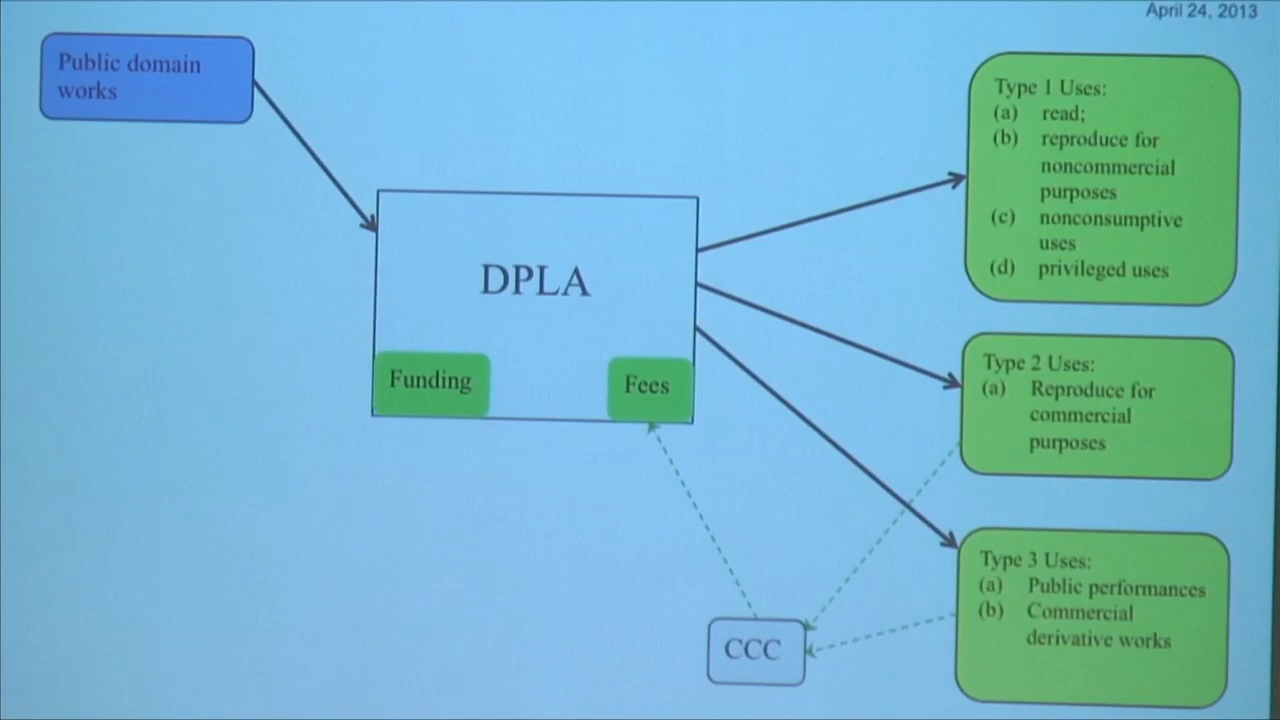 April 24, 2013
Public domain
works
DPLA
Funding
Fees
CCC
Type 1 Uses:
(a) read;
(b) reproduce for
noncommercial
purposes
(c) nonconsumptive
uses
(d) privileged uses
Type 2 Uses:
(a) Reproduce for
commercial
purposes
Type 3 Uses:
(a) Public performances
(b) Commercial
derivative works